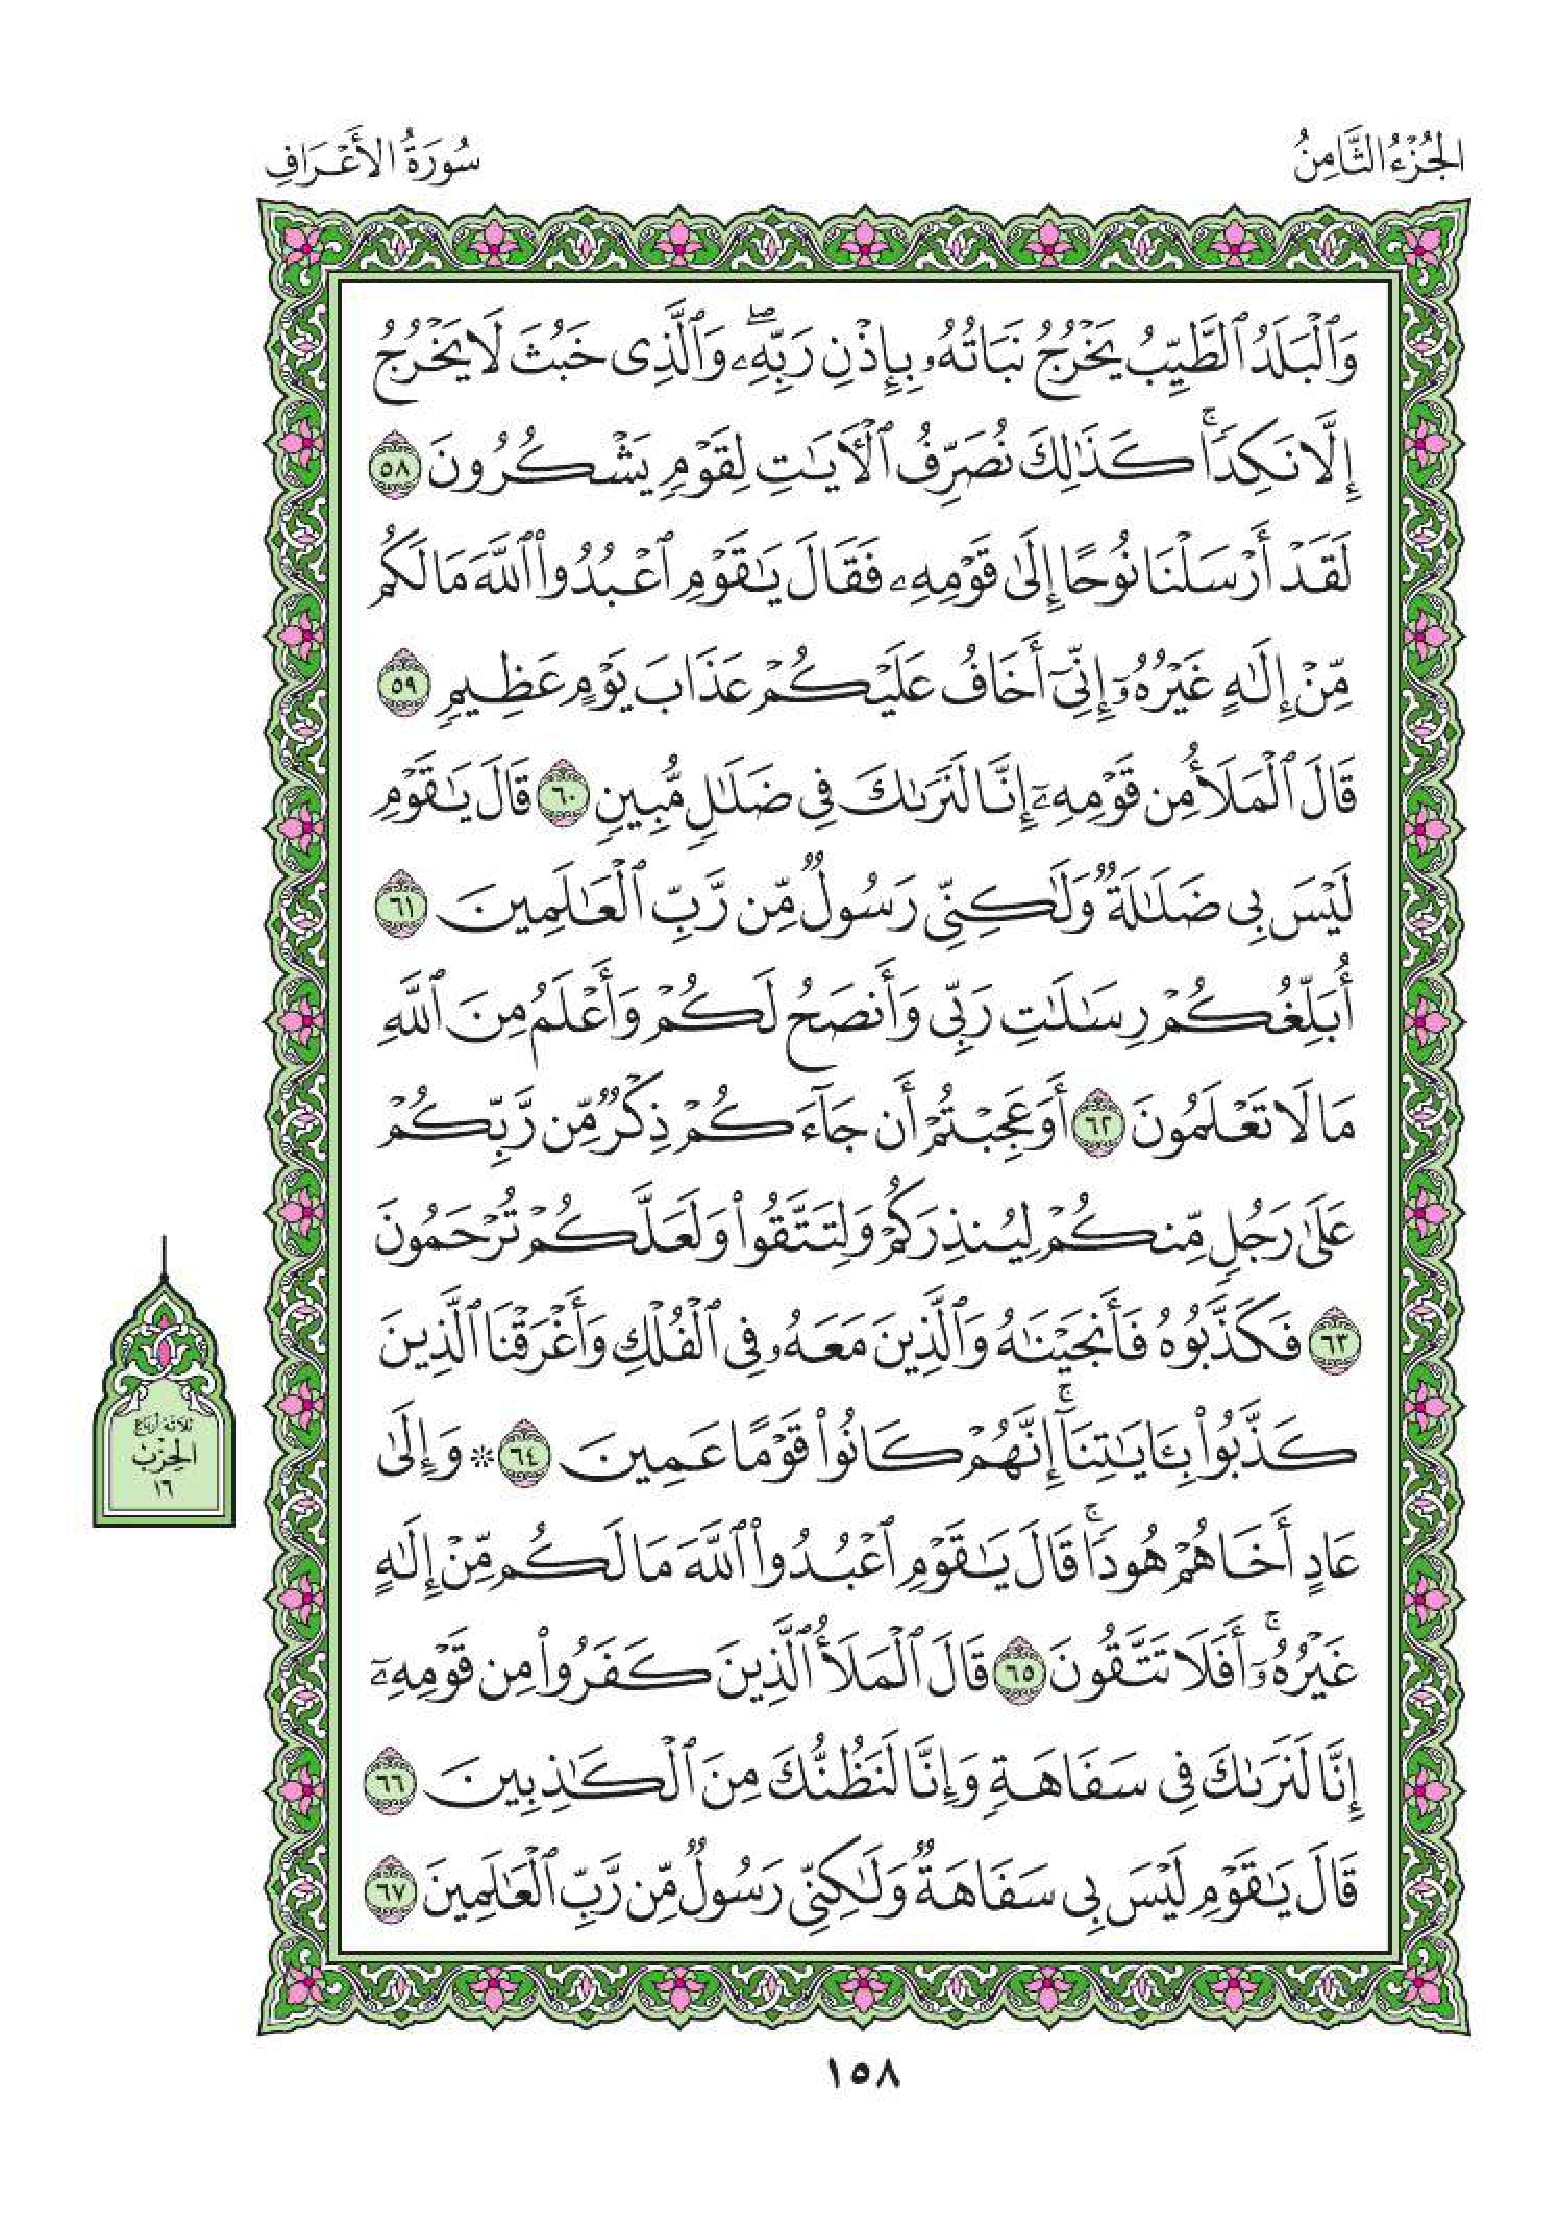 الجُزْءُ الثَّامِنُ
سُورَةُ الأَعْرَافِ
وَٱلْبَلَدُ ٱلطَّيِّبُ يَخْرُجُ نَبَاتُهُۥ بِإِذْنِ رَبِّهِۦۖ وَٱلَّذِى خَبُثَ لَا يَخْرُجُ
إِلَّا نَكِدًاۚ كَذَٰلِكَ نُصَرِّفُ ٱلْأَيَٰتِ لِقَوْمٍ يَشْكُرُونَ ٥٨
لَقَدْ أَرْسَلْنَا نُوحًا إِلَىٰ قَوْمِهِۦ فَقَالَ يَٰقَوْمِ ٱعْبُدُوا۟ ٱللَّهَ مَا لَكُم
مِّنْ إِلَٰهٍ غَيْرُهُۥٓ إِنِّىٓ أَخَافُ عَلَيْكُمْ عَذَابَ يَوْمٍ عَظِيمٍ ٥٩
قَالَ ٱلْمَلَأُ مِن قَوْمِهِۦٓ إِنَّا لَنَرَىٰكَ فِى ضَلَٰلٍ مُّبِينٍ ٦٠ قَالَ يَٰقَوْمِ
لَيْسَ بِى ضَلَٰلَةٌ وَلَٰكِنِّى رَسُولٌ مِّن رَّبِّ ٱلْعَٰلَمِينَ ٦١
أُبَلِّغُكُمْ رِسَٰلَٰتِ رَبِّى وَأَنصَحُ لَكُمْ وَأَعْلَمُ مِنَ ٱللَّهِ
مَا لَا تَعْلَمُونَ ٦٢ أَوَعَجِبْتُمْ أَن جَآءَكُمْ ذِكْرٌ مِّن رَّبِّكُمْ
عَلَىٰ رَجُلٍ مِّنكُمْ لِيُنذِرَكُمْ وَلِتَتَّقُوا۟ وَلَعَلَّكُمْ تُرْحَمُونَ
٦٣ فَكَذَّبُوهُ فَأَنجَيْنَٰهُ وَٱلَّذِينَ مَعَهُۥ فِى ٱلْفُلْكِ وَأَغْرَقْنَا ٱلَّذِينَ
كَذَّبُوا۟ بِـَٔايَٰتِنَآۚ إِنَّهُمْ كَانُوا۟ قَوْمًا عَمِينَ ٦٤ ۞ وَإِلَىٰ
عَادٍ أَخَاهُمْ هُودًاۚ قَالَ يَٰقَوْمِ ٱعْبُدُوا۟ ٱللَّهَ مَا لَكُم مِّنْ إِلَٰهٍ
غَيْرُهُۥٓۚ أَفَلَا تَتَّقُونَ ٦٥ قَالَ ٱلْمَلَأُ ٱلَّذِينَ كَفَرُوا۟ مِن قَوْمِهِۦٓ
إِنَّا لَنَرَىٰكَ فِى سَفَاهَةٍ وَإِنَّا لَنَظُنُّكَ مِنَ ٱلْكَٰذِبِينَ ٦٦
قَالَ يَٰقَوْمِ لَيْسَ بِى سَفَاهَةٌ وَلَٰكِنِّى رَسُولٌ مِّن رَّبِّ ٱلْعَٰلَمِينَ ٦٧
ثلاثة أرباع
الحِزْبْ
١٦
١٥٨